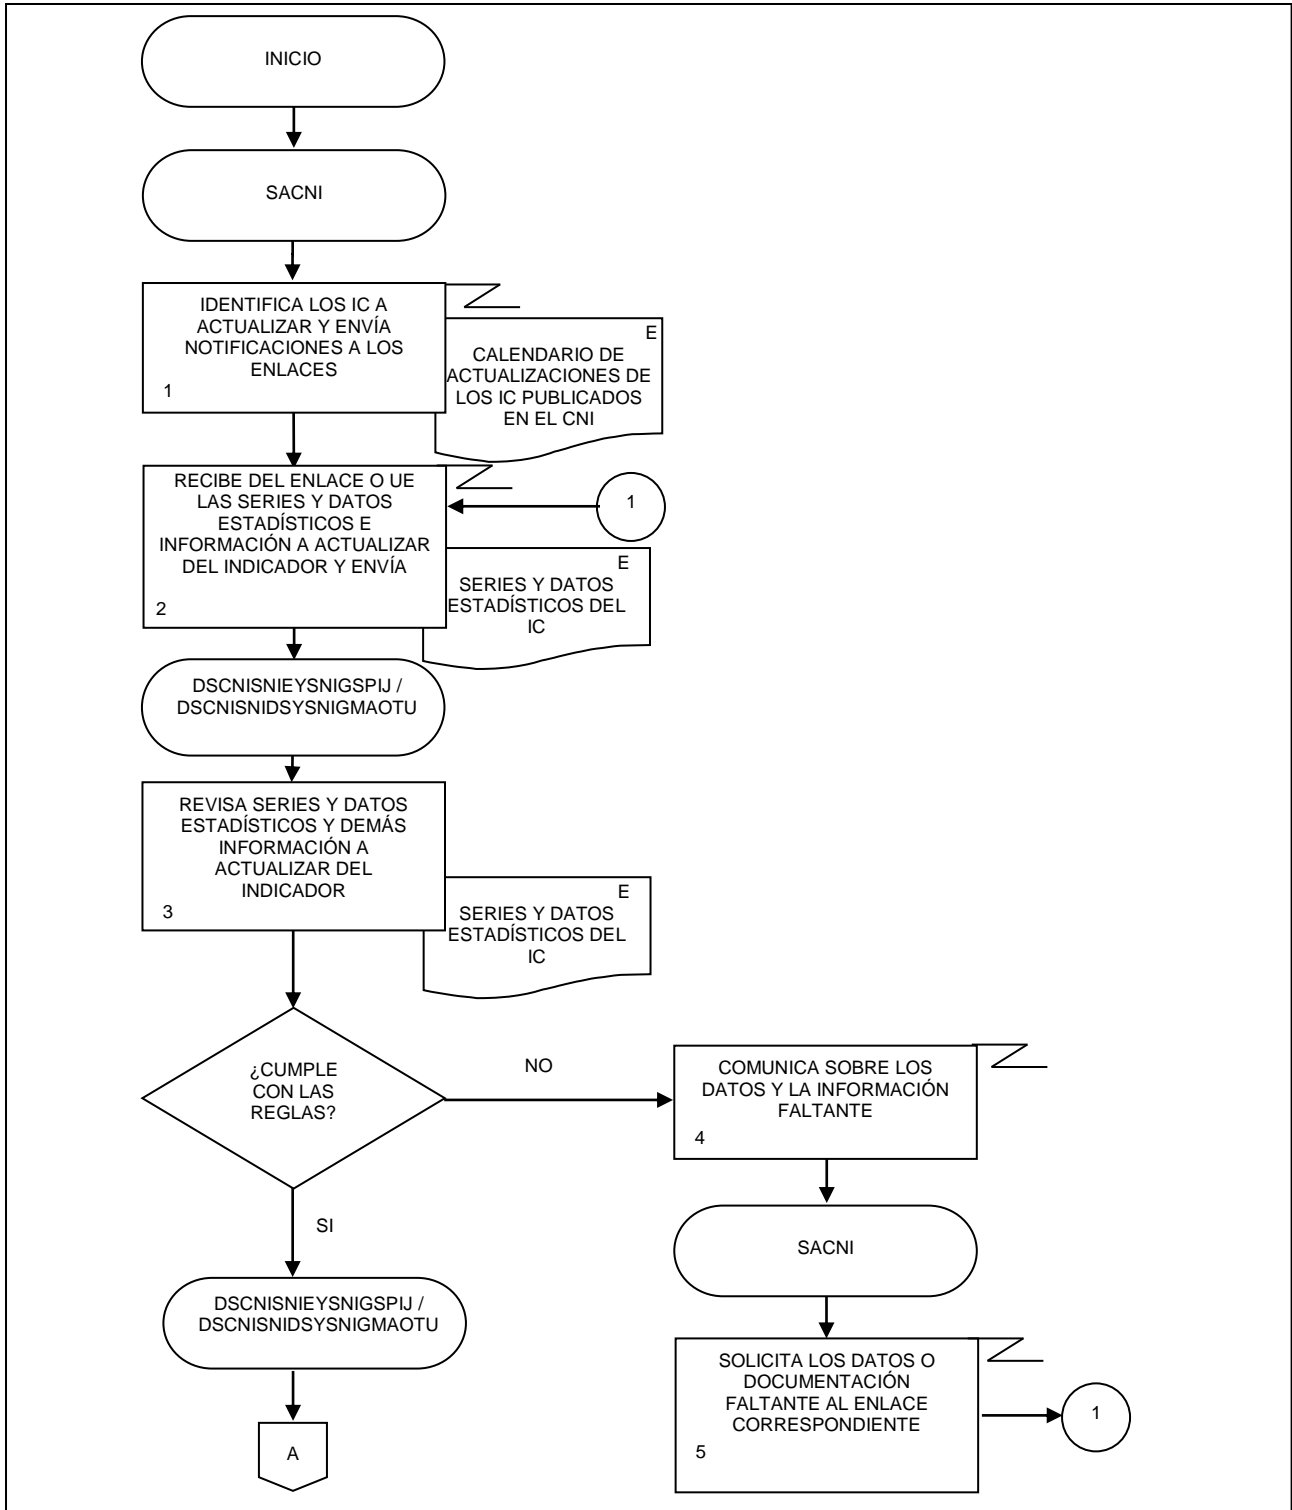 INICIO
SACNI
IDENTIFICA LOS IC A
ACTUALIZAR Y ENVÍA
NOTIFICACIONES A LOS
ENLACES
1
E
CALENDARIO DE
ACTUALIZACIONES DE
LOS IC PUBLICADOS
EN EL CNI
RECIBE DEL ENLACE O UE
LAS SERIES Y DATOS
ESTADÍSTICOS E
INFORMACIÓN A ACTUALIZAR
DEL INDICADOR Y ENVÍA
2
1
E
SERIES Y DATOS
ESTADÍSTICOS DEL
IC
DSCNISNIEYSNIGSPIJ /
DSCNISNIDSYSNIGMAOTU
REVISA SERIES Y DATOS
ESTADÍSTICOS Y DEMÁS
INFORMACIÓN A
ACTUALIZAR DEL
INDICADOR
3
E
SERIES Y DATOS
ESTADÍSTICOS DEL
IC
¿CUMPLE
CON LAS
REGLAS?
NO
COMUNICA SOBRE LOS
DATOS Y LA INFORMACIÓN
FALTANTE
4
SI
SACNI
DSCNISNIEYSNIGSPIJ /
DSCNISNIDSYSNIGMAOTU
SOLICITA LOS DATOS O
DOCUMENTACIÓN
FALTANTE AL ENLACE
CORRESPONDIENTE
5
1
A